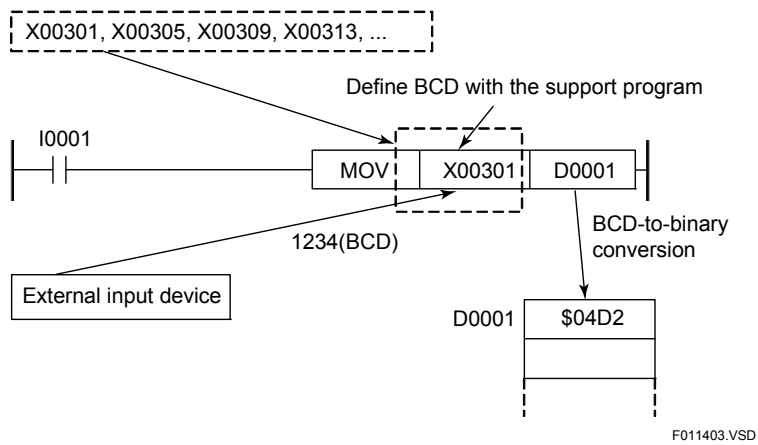 X00301, X00305, X00309, X00313, ...
Define BCD with the support program
I0001
MOV X00301 D0001
1234(BCD)
BCD-to-binary
conversion
External input device
D0001 $04D2
F011403.VSD